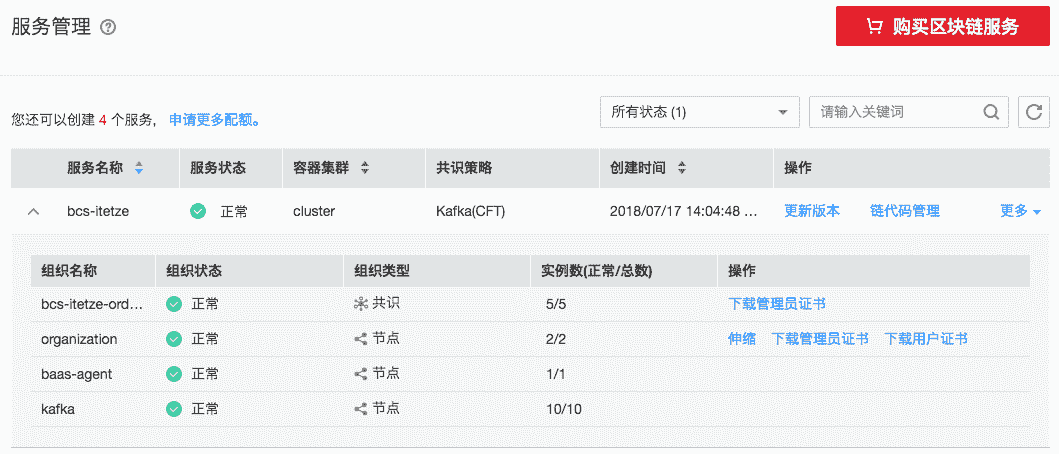 服务管理 ?
购买区块链服务
您还可以创建 4 个服务， 申请更多配额。
所有状态 (1) 请输入关键词
服务名称 服务状态 容器集群 共识策略 创建时间 操作
bcs-itetze 正常 cluster Kafka(CFT) 2018/07/17 14:04:48 ... 更新版本 链代码管理 更多
组织名称 组织状态 组织类型 实例数(正常/总数) 操作
bcs-itetze-ord... 正常 共识 5/5 下载管理员证书
organization 正常 节点 2/2 伸缩 下载管理员证书 下载用户证书
baas-agent 正常 节点 1/1
kafka 正常 节点 10/10